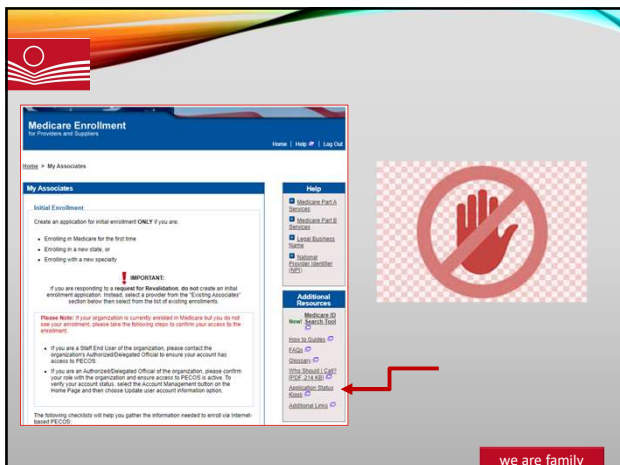 Medicare Enrollment
for Providers and Suppliers
Home | Help | Log Out
Home > My Associates
My Associates
Initial Enrollment
Create an application for initial enrollment ONLY if you are:
• Enrolling in Medicare for the first time
• Enrolling in a new state, or
• Enrolling with a new specialty
IMPORTANT:
If you are responding to a request for Revalidation, do not create an initial
enrollment application. Instead, select a provider from the "Existing Associates"
section below then select from the list of existing enrollments.
Please Note: If your organization is currently enrolled in Medicare but you do not
see your enrollment, please take the following steps to confirm your access to the
enrollment.
• If you are a Staff End User of the organization, please contact the
organization's Authorized/Delegated Official to ensure your account has
access to PECOS.
• If you are an Authorized/Delegated Official of the organization, please confirm
your role with the organization and ensure access to PECOS is active. To
verify your account status, select the Account Management button on the
Home Page and then choose Update user account information option.
The following checklists will help you gather the information needed to enroll via Internet-
based PECOS:
Help
Medicare Part A
Services
Medicare Part B
Services
Legal Business
Name
National
Provider Identifier
(NPI)
Additional
Resources
Medicare ID
New! Search Tool
How to Guides
FAQs
Glossary
Who Should I Call?
[PDF, 214 KB]
Application Status
Kiosk
Additional Links
we are family